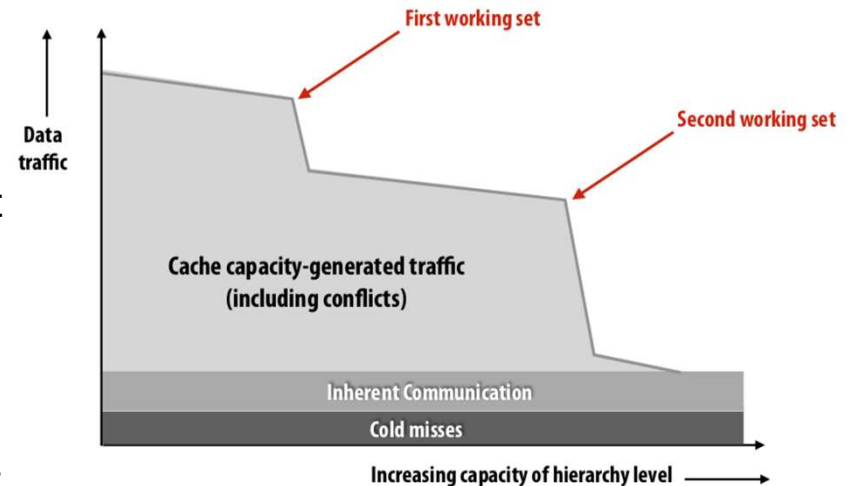 First working set
Second working set
Data
traffic
Cache capacity-generated traffic
(including conflicts)
Inherent Communication
Cold misses
Increasing capacity of hierarchy level